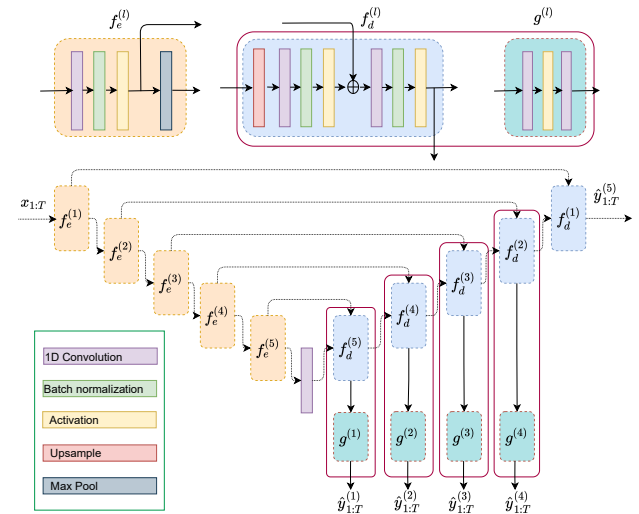 f_e^{(l)}
f_d^{(l)}
g^{(l)}
x_{1:T}
ŷ_{1:T}^{(5)}
f_e^{(1)}
f_d^{(1)}
f_e^{(2)}
f_d^{(2)}
f_e^{(3)}
f_d^{(3)}
f_e^{(4)}
f_d^{(4)}
f_e^{(5)}
f_d^{(5)}
1D Convolution
Batch normalization
Activation
Upsample
Max Pool
g^{(1)} g^{(2)} g^{(3)} g^{(4)}
ŷ_{1:T}^{(1)} ŷ_{1:T}^{(2)} ŷ_{1:T}^{(3)} ŷ_{1:T}^{(4)}